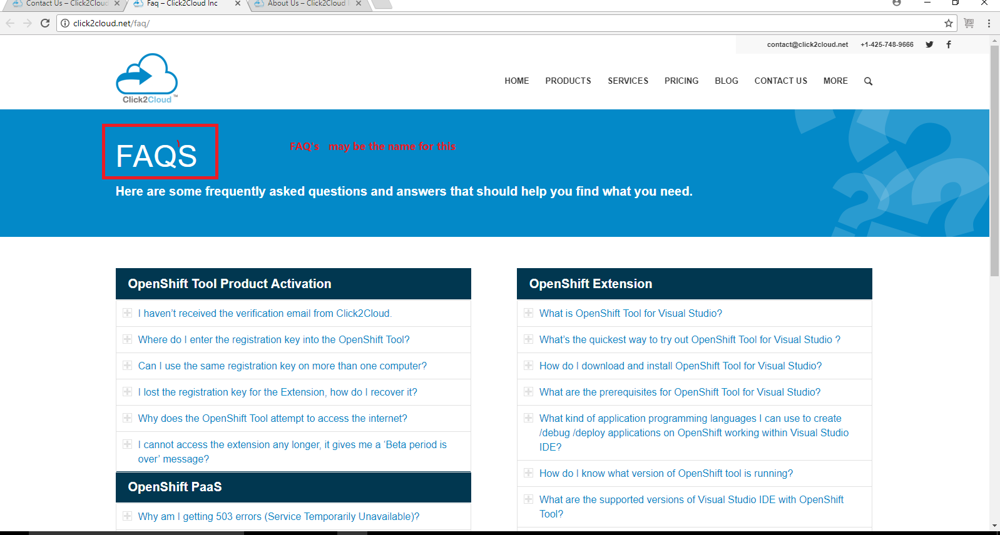 Contact Us – Click2Cloud
Faq – Click2Cloud Inc
About Us – Click2Cloud
click2cloud.net/faq/
contact@click2cloud.net +1-425-748-9666
Click2Cloud ™
HOME PRODUCTS SERVICES PRICING BLOG CONTACT US MORE
FAQ'S
FAQ's may be the name for this
Here are some frequently asked questions and answers that should help you find what you need.
OpenShift Tool Product Activation
I haven’t received the verification email from Click2Cloud.
Where do I enter the registration key into the OpenShift Tool?
Can I use the same registration key on more than one computer?
I lost the registration key for the Extension, how do I recover it?
Why does the OpenShift Tool attempt to access the internet?
I cannot access the extension any longer, it gives me a ‘Beta period is
over’ message?
OpenShift PaaS
Why am I getting 503 errors (Service Temporarily Unavailable)?
OpenShift Extension
What is OpenShift Tool for Visual Studio?
What’s the quickest way to try out OpenShift Tool for Visual Studio ?
How do I download and install OpenShift Tool for Visual Studio?
What are the prerequisites for OpenShift Tool for Visual Studio?
What kind of application programming languages I can use to create
/debug /deploy applications on OpenShift working within Visual Studio
IDE?
How do I know what version of OpenShift tool is running?
What are the supported versions of Visual Studio IDE with OpenShift
Tool?